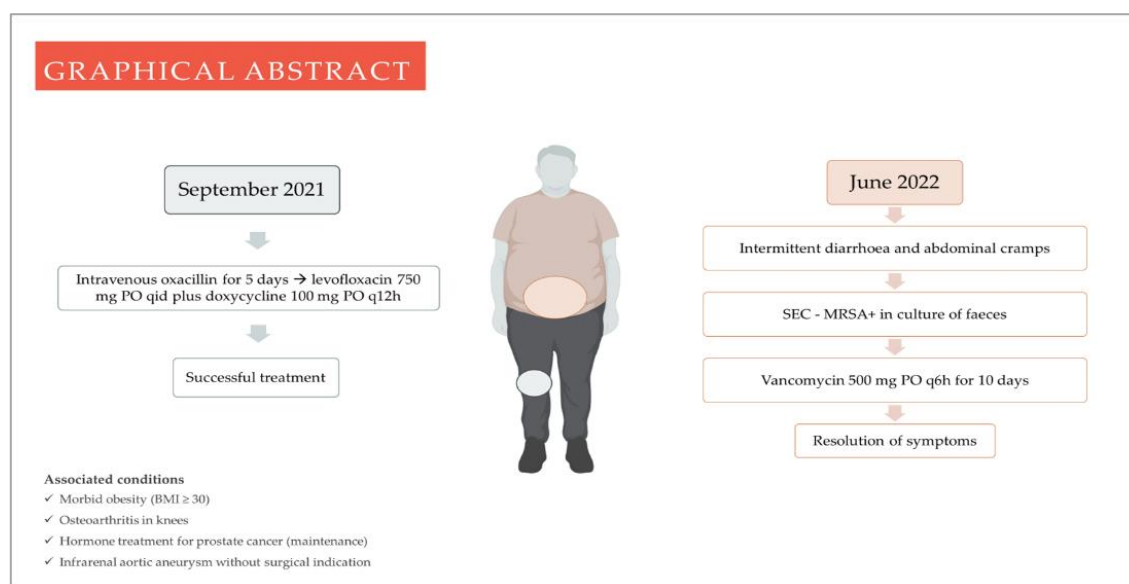 GRAPHICAL ABSTRACT
September 2021
Intravenous oxacillin for 5 days → levofloxacin 750
mg PO qid plus doxycycline 100 mg PO q12h
Successful treatment
June 2022
Intermittent diarrhoea and abdominal cramps
SEC - MRSA+ in culture of faeces
Vancomycin 500 mg PO q6h for 10 days
Resolution of symptoms
Associated conditions
✓ Morbid obesity (BMI ≥ 30)
✓ Osteoarthritis in knees
✓ Hormone treatment for prostate cancer (maintenance)
✓ Infrarenal aortic aneurysm without surgical indication